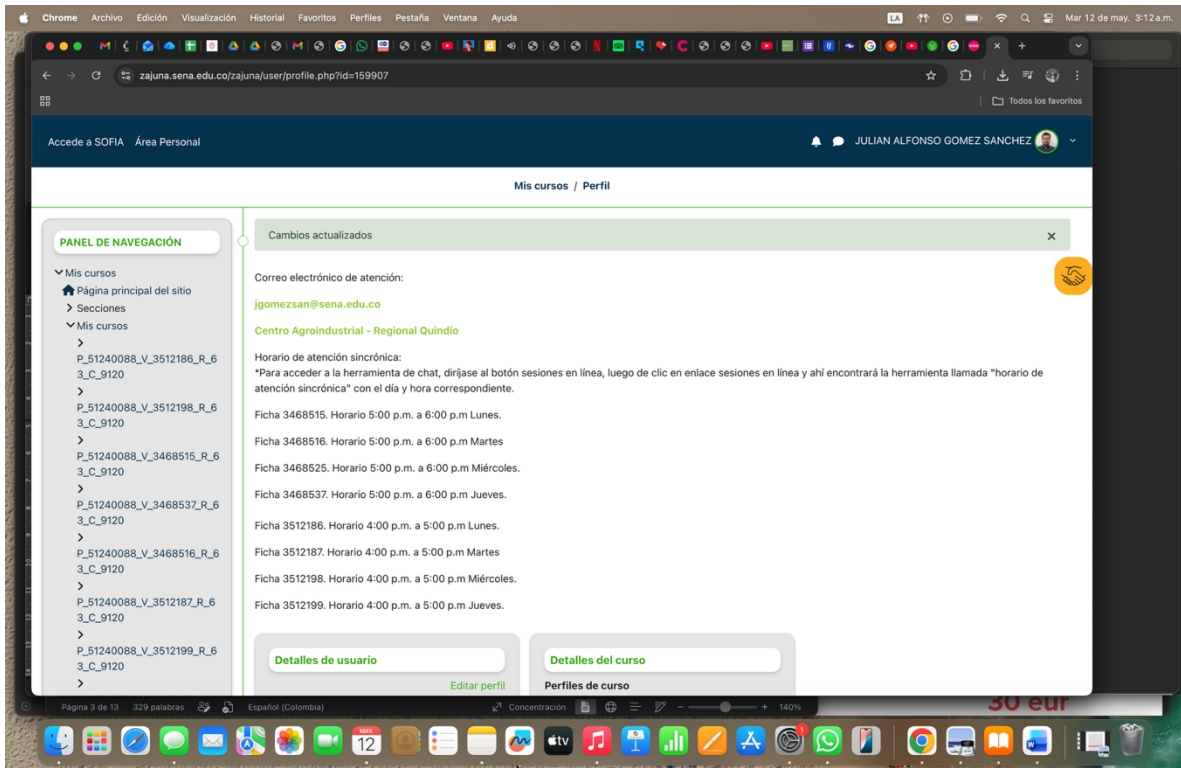 Chrome Archivo Edición Visualización Historial Favoritos Perfiles Pestaña Ventana Ayuda
LA
Mar 12 de may. 3:12 a.m.
zajuna.sena.edu.co/zajuna/user/profile.php?id=159907
Todos los favoritos
Accede a SOFIA Área Personal
JULIAN ALFONSO GOMEZ SANCHEZ
Mis cursos / Perfil
PANEL DE NAVEGACIÓN
Mis cursos
Página principal del sitio
Secciones
Mis cursos
P_51240088_V_3512186_R_6
3_C_9120
P_51240088_V_3512198_R_6
3_C_9120
P_51240088_V_3468515_R_6
3_C_9120
P_51240088_V_3468537_R_6
3_C_9120
P_51240088_V_3468516_R_6
3_C_9120
P_51240088_V_3512187_R_6
3_C_9120
P_51240088_V_3512199_R_6
3_C_9120
Cambios actualizados
Correo electrónico de atención:
jgomezsan@sena.edu.co
Centro Agroindustrial - Regional Quindío
Horario de atención sincrónica:
*Para acceder a la herramienta de chat, diríjase al botón sesiones en línea, luego de clic en enlace sesiones en línea y ahí encontrará la herramienta llamada "horario de
atención sincrónica" con el día y hora correspondiente.
Ficha 3468515. Horario 5:00 p.m. a 6:00 p.m Lunes.
Ficha 3468516. Horario 5:00 p.m. a 6:00 p.m Martes
Ficha 3468525. Horario 5:00 p.m. a 6:00 p.m Miércoles.
Ficha 3468537. Horario 5:00 p.m. a 6:00 p.m Jueves.
Ficha 3512186. Horario 4:00 p.m. a 5:00 p.m Lunes.
Ficha 3512187. Horario 4:00 p.m. a 5:00 p.m Martes
Ficha 3512198. Horario 4:00 p.m. a 5:00 p.m Miércoles.
Ficha 3512199. Horario 4:00 p.m. a 5:00 p.m Jueves.
Detalles de usuario
Editar perfil
Detalles del curso
Perfiles de curso
Página 3 de 13 329 palabras Español (Colombia) Concentración 140%
30 eur
MAY.
12
tv